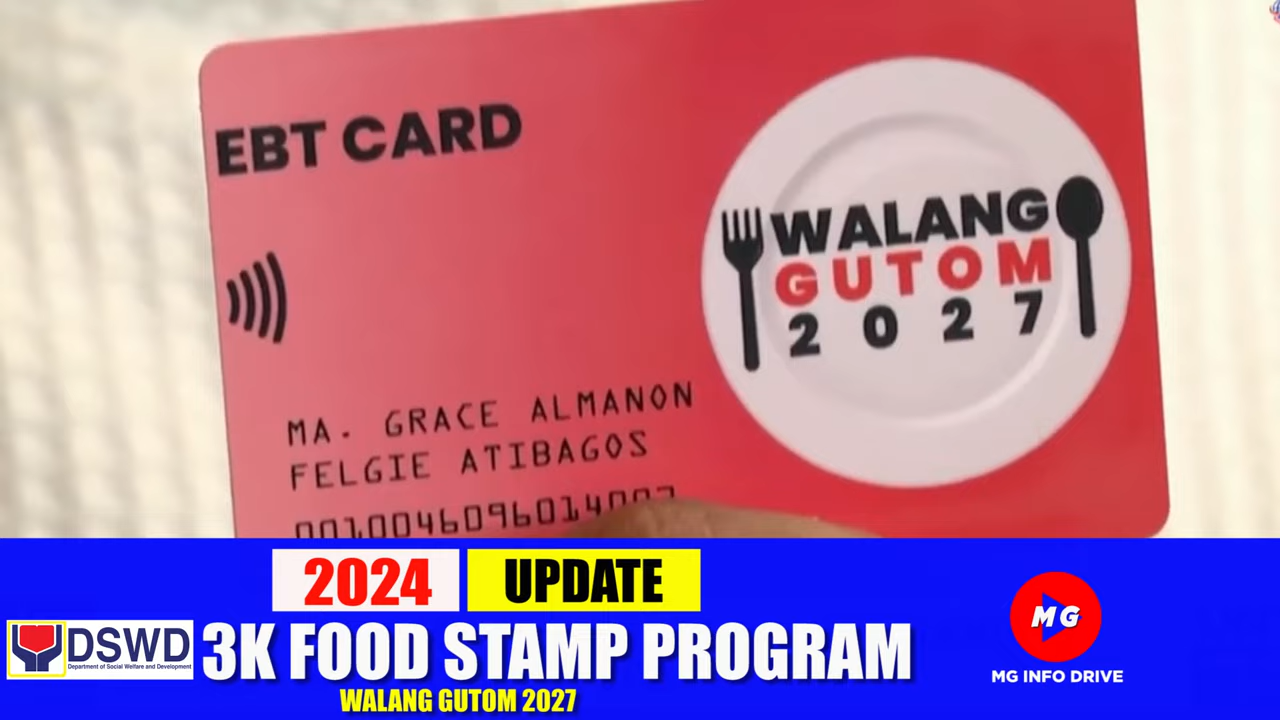 EBT CARD
WALANG
GUTOM
2027
MA. GRACE ALMANON
FELGIE ATIBAGOS
2024 UPDATE
DSWD
Department of Social Welfare and Development
3K FOOD STAMP PROGRAM
WALANG GUTOM 2027
MG
MG INFO DRIVE